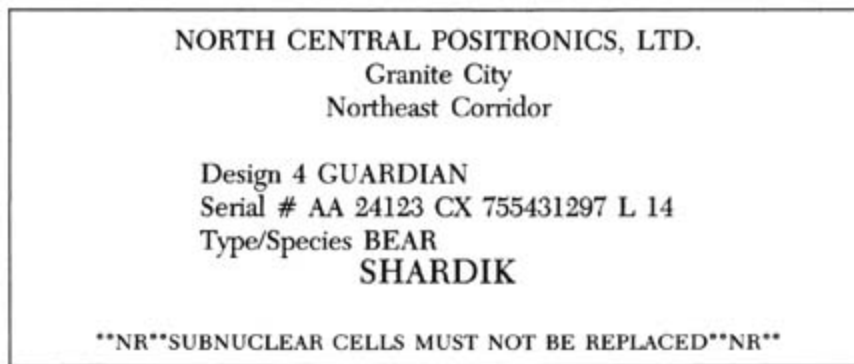 NORTH CENTRAL POSITRONICS, LTD.
Granite City
Northeast Corridor
Design 4 GUARDIAN
Serial # AA 24123 CX 755431297 L 14
Type/Species BEAR
SHARDIK
**NR**SUBNUCLEAR CELLS MUST NOT BE REPLACED**NR**